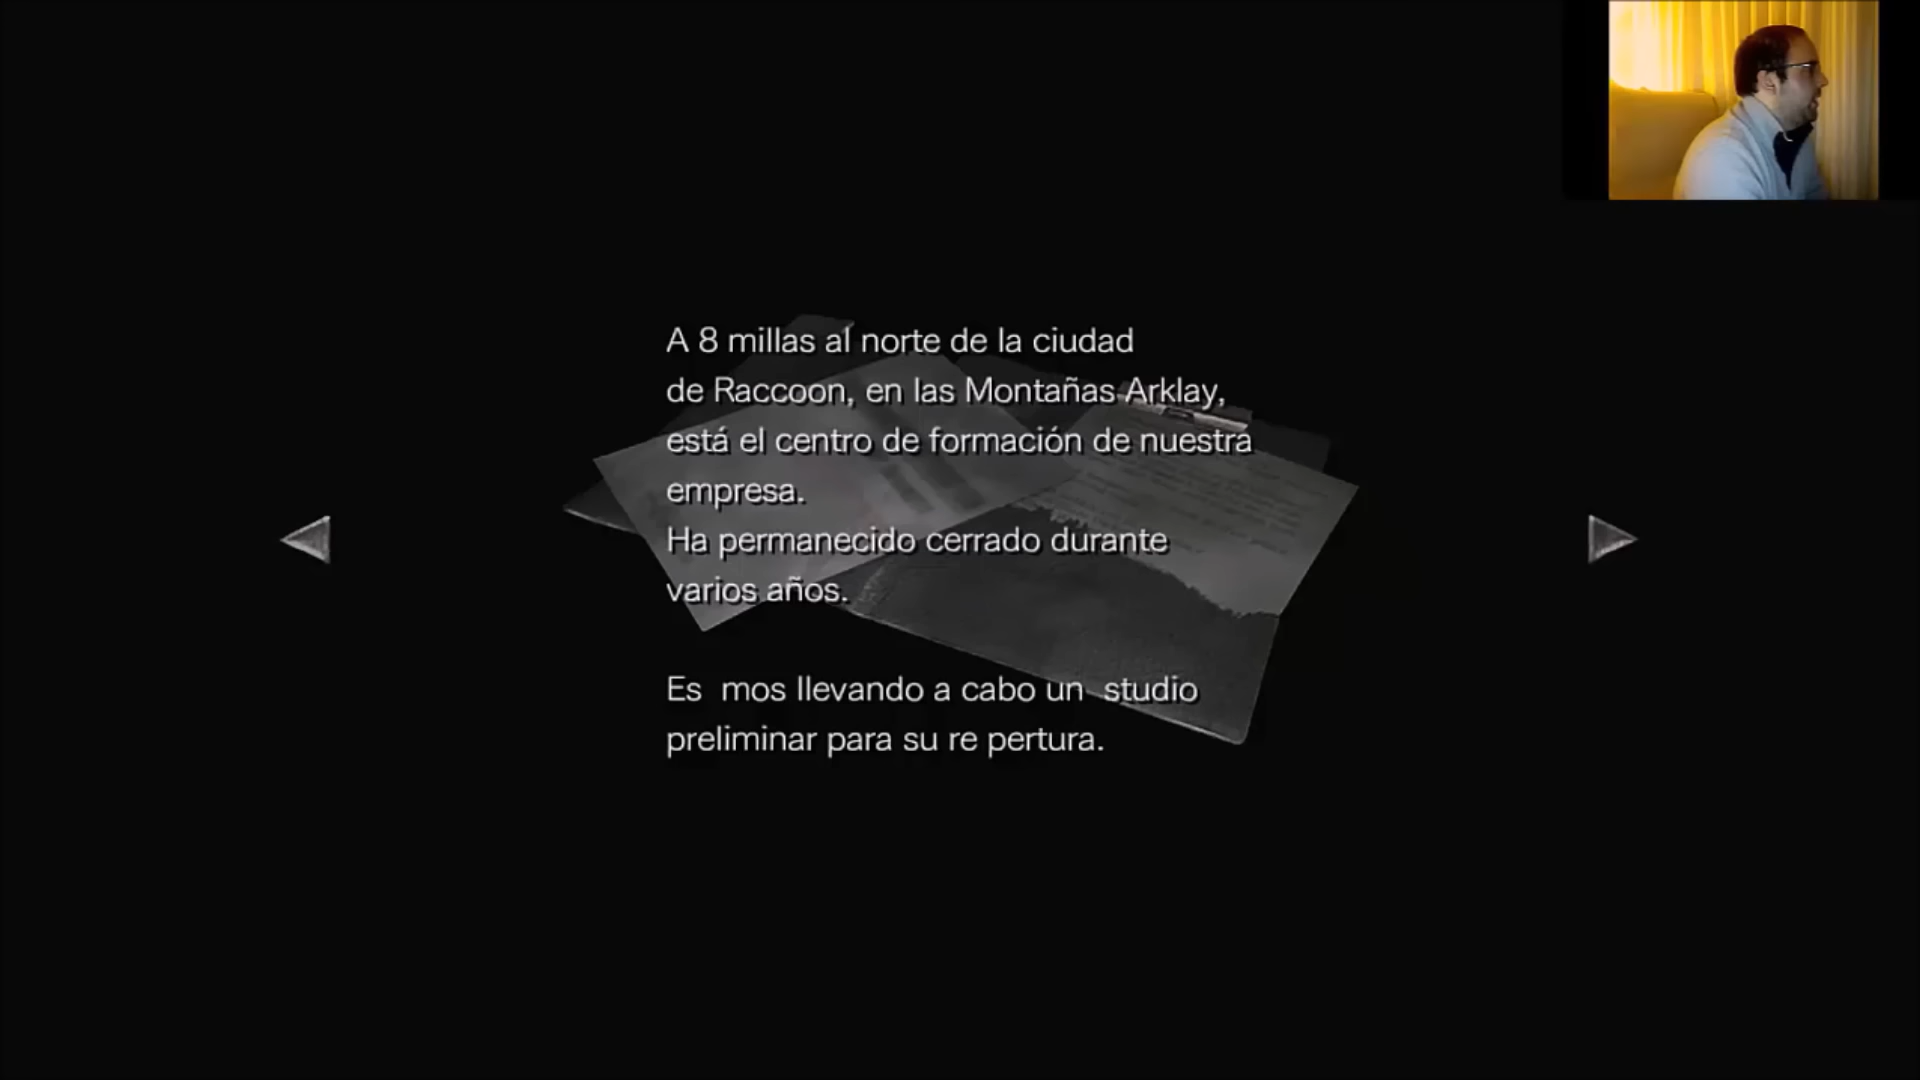 A 8 millas al norte de la ciudad
de Raccoon, en las Montañas Arklay,
está el centro de formación de nuestra
empresa.
Ha permanecido cerrado durante
varios años.
Es  mos llevando a cabo un  studio
preliminar para su re pertura.